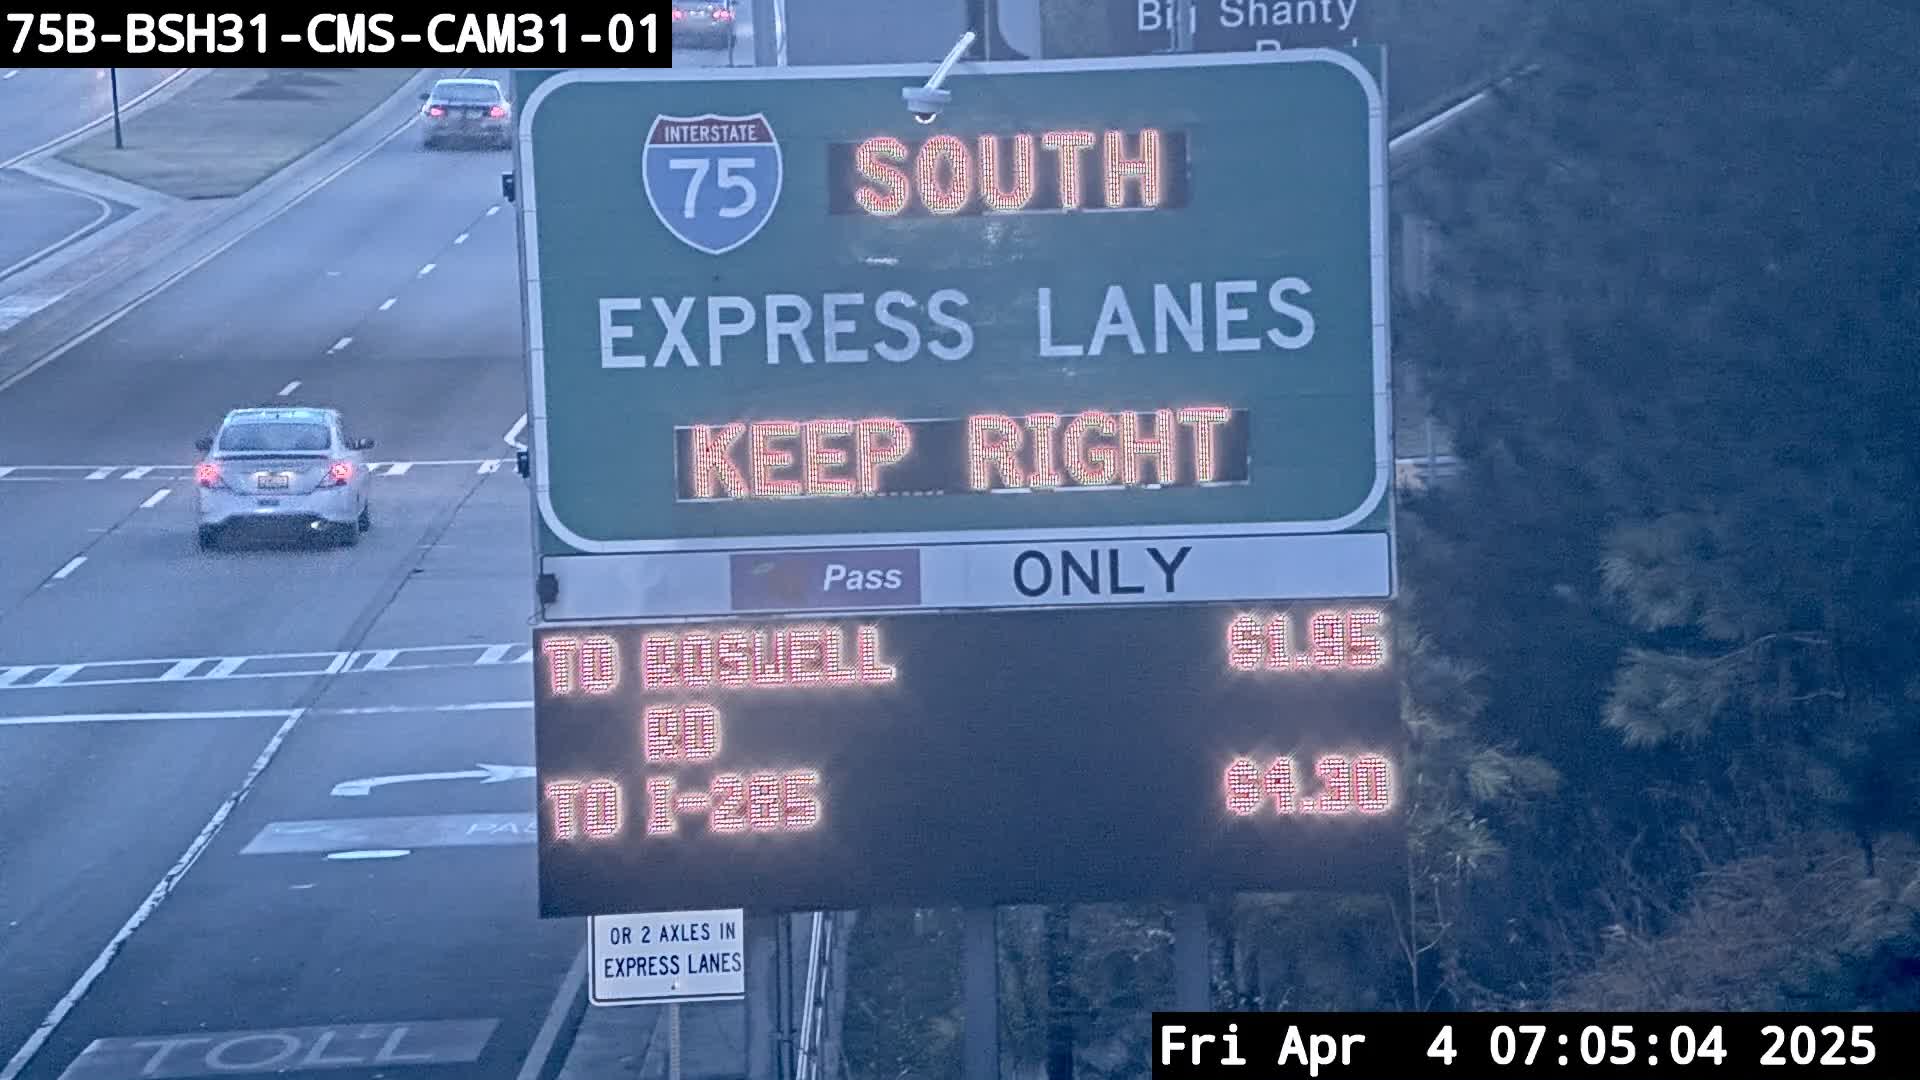 75B-BSH31-CMS-CAM31-01
Big Shanty
INTERSTATE
75
SOUTH
EXPRESS LANES
KEEP RIGHT
Pass ONLY
TO ROSWELL $1.95
RD
TO I-285 $4.30
OR 2 AXLES IN
EXPRESS LANES
TOLL
Fri Apr 4 07:05:04 2025